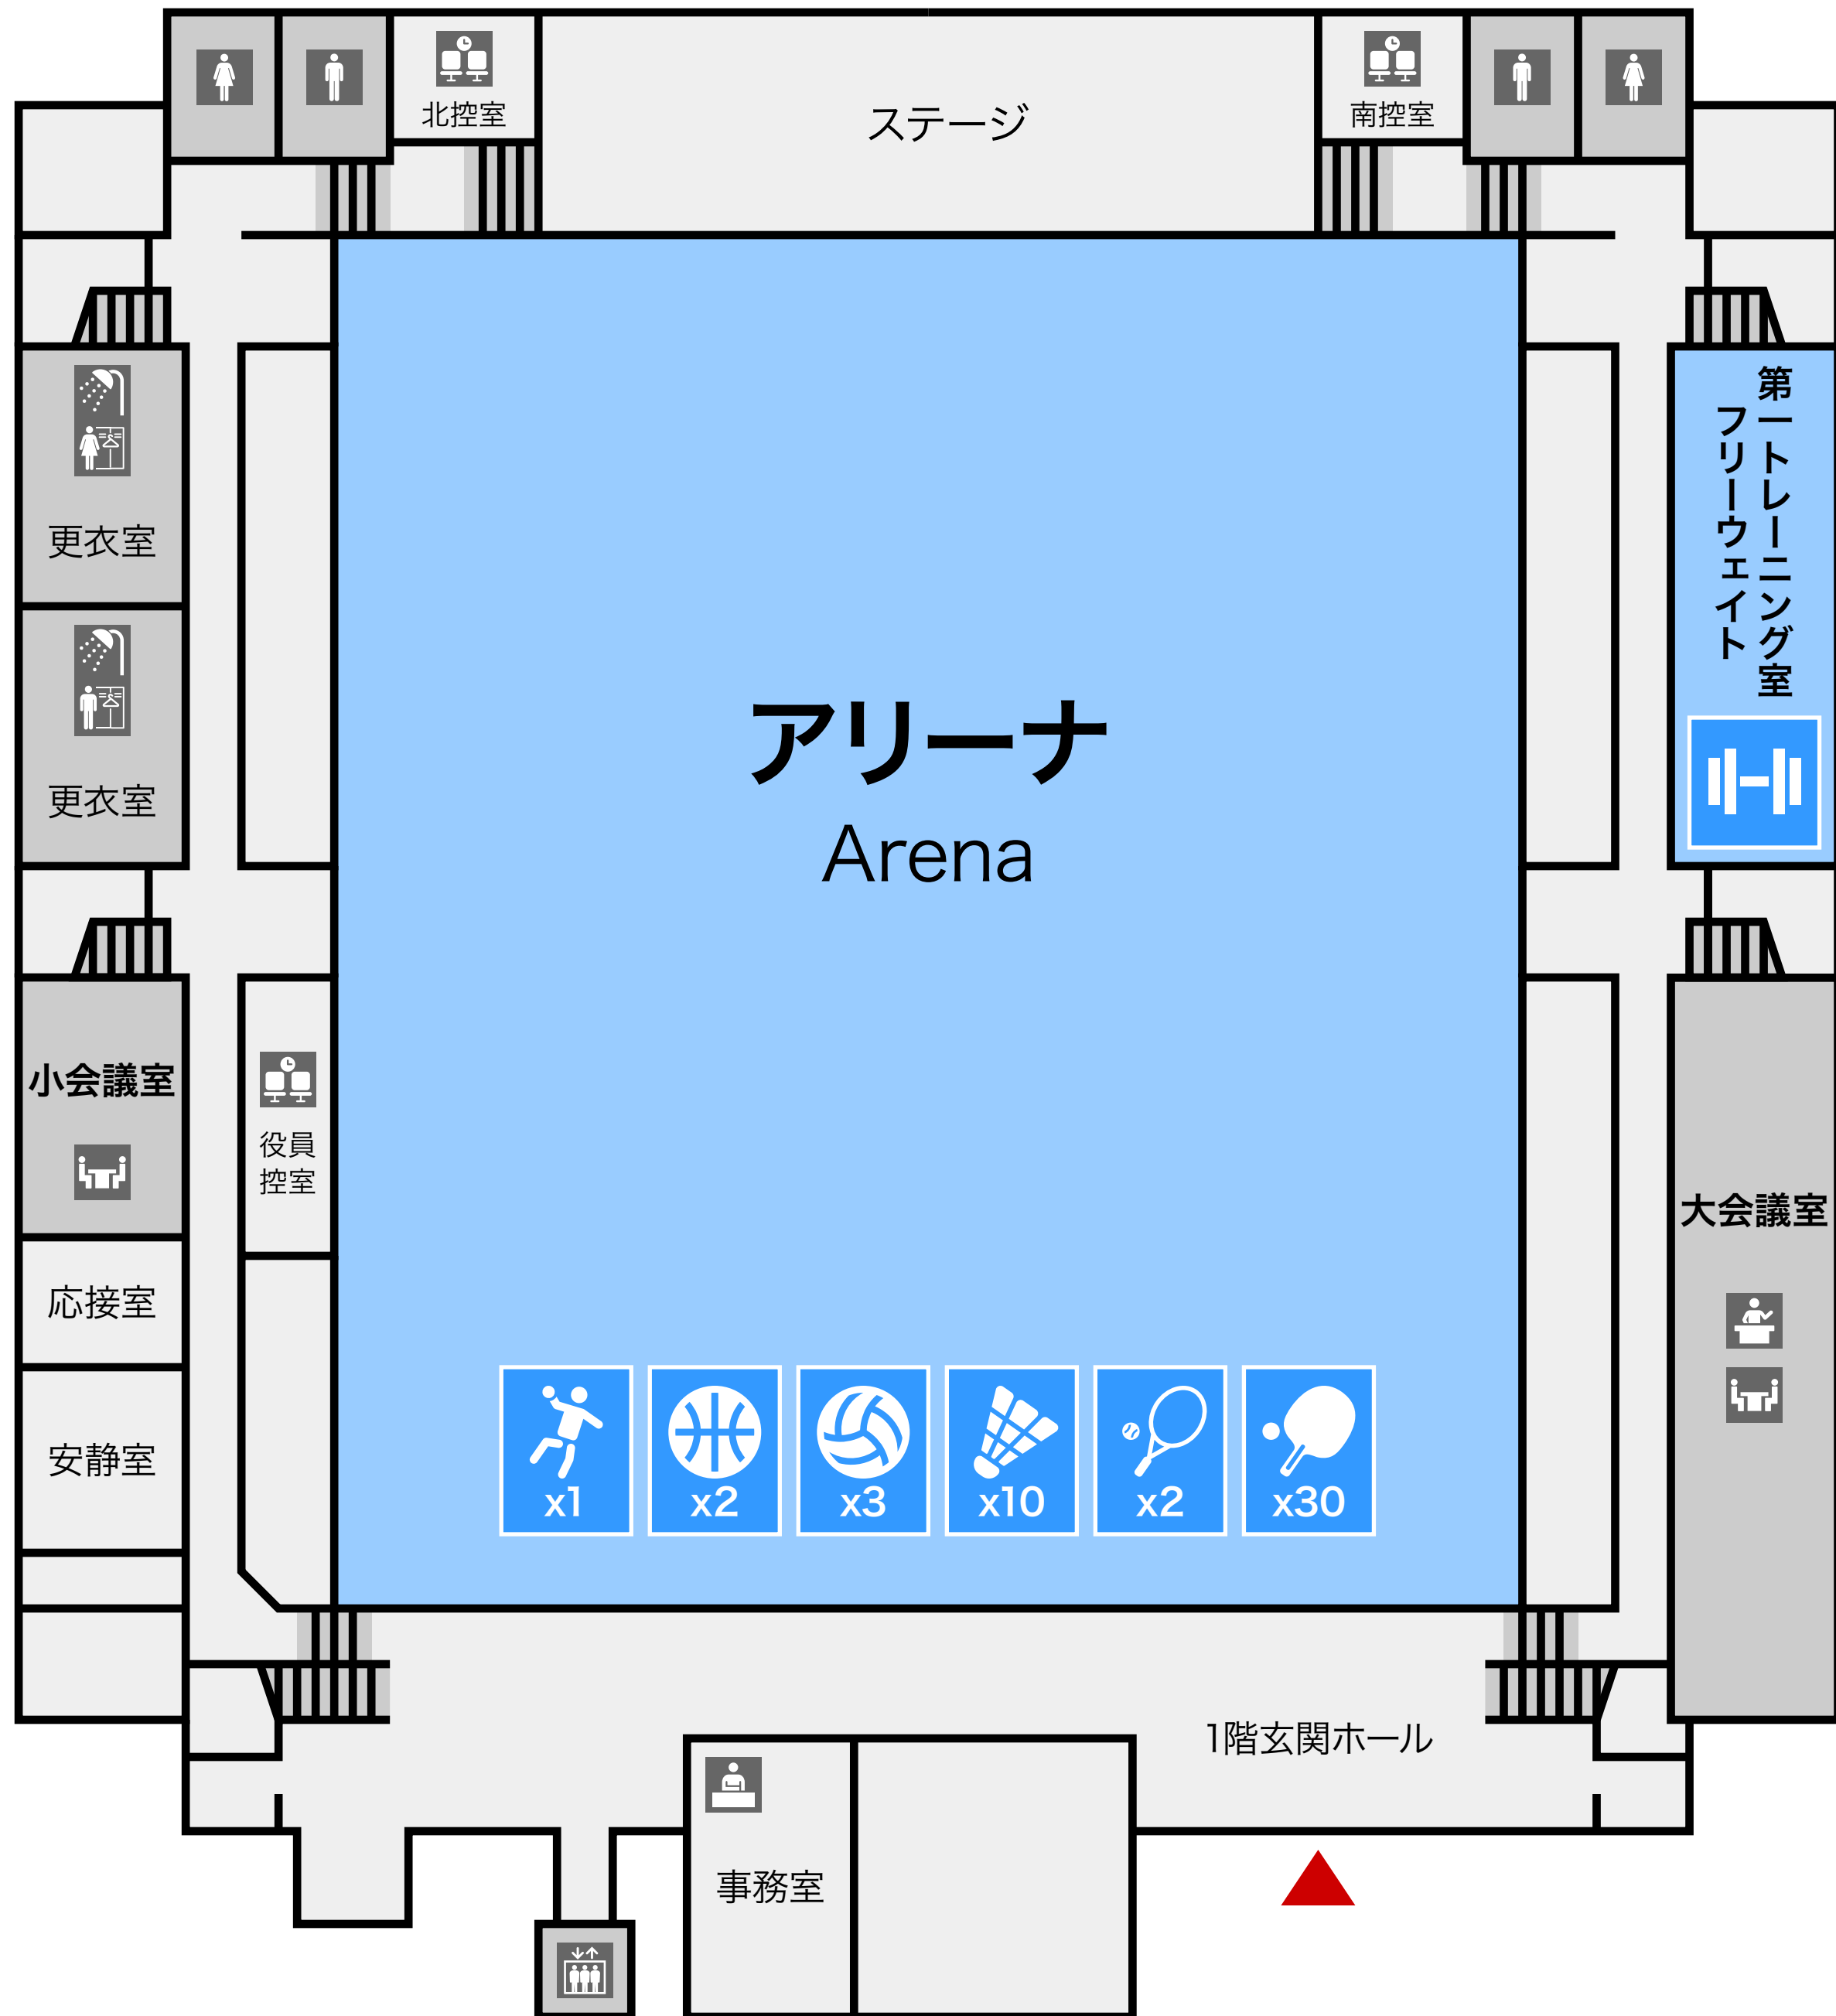 北控室
ステージ
南控室
更衣室
更衣室
第一トレーニング室
フリーウェイト
アリーナ
Arena
小会議室
役員
控室
大会議室
応接室
安静室
x1
x2
x3
x10
x2
x30
1階玄関ホール
事務室